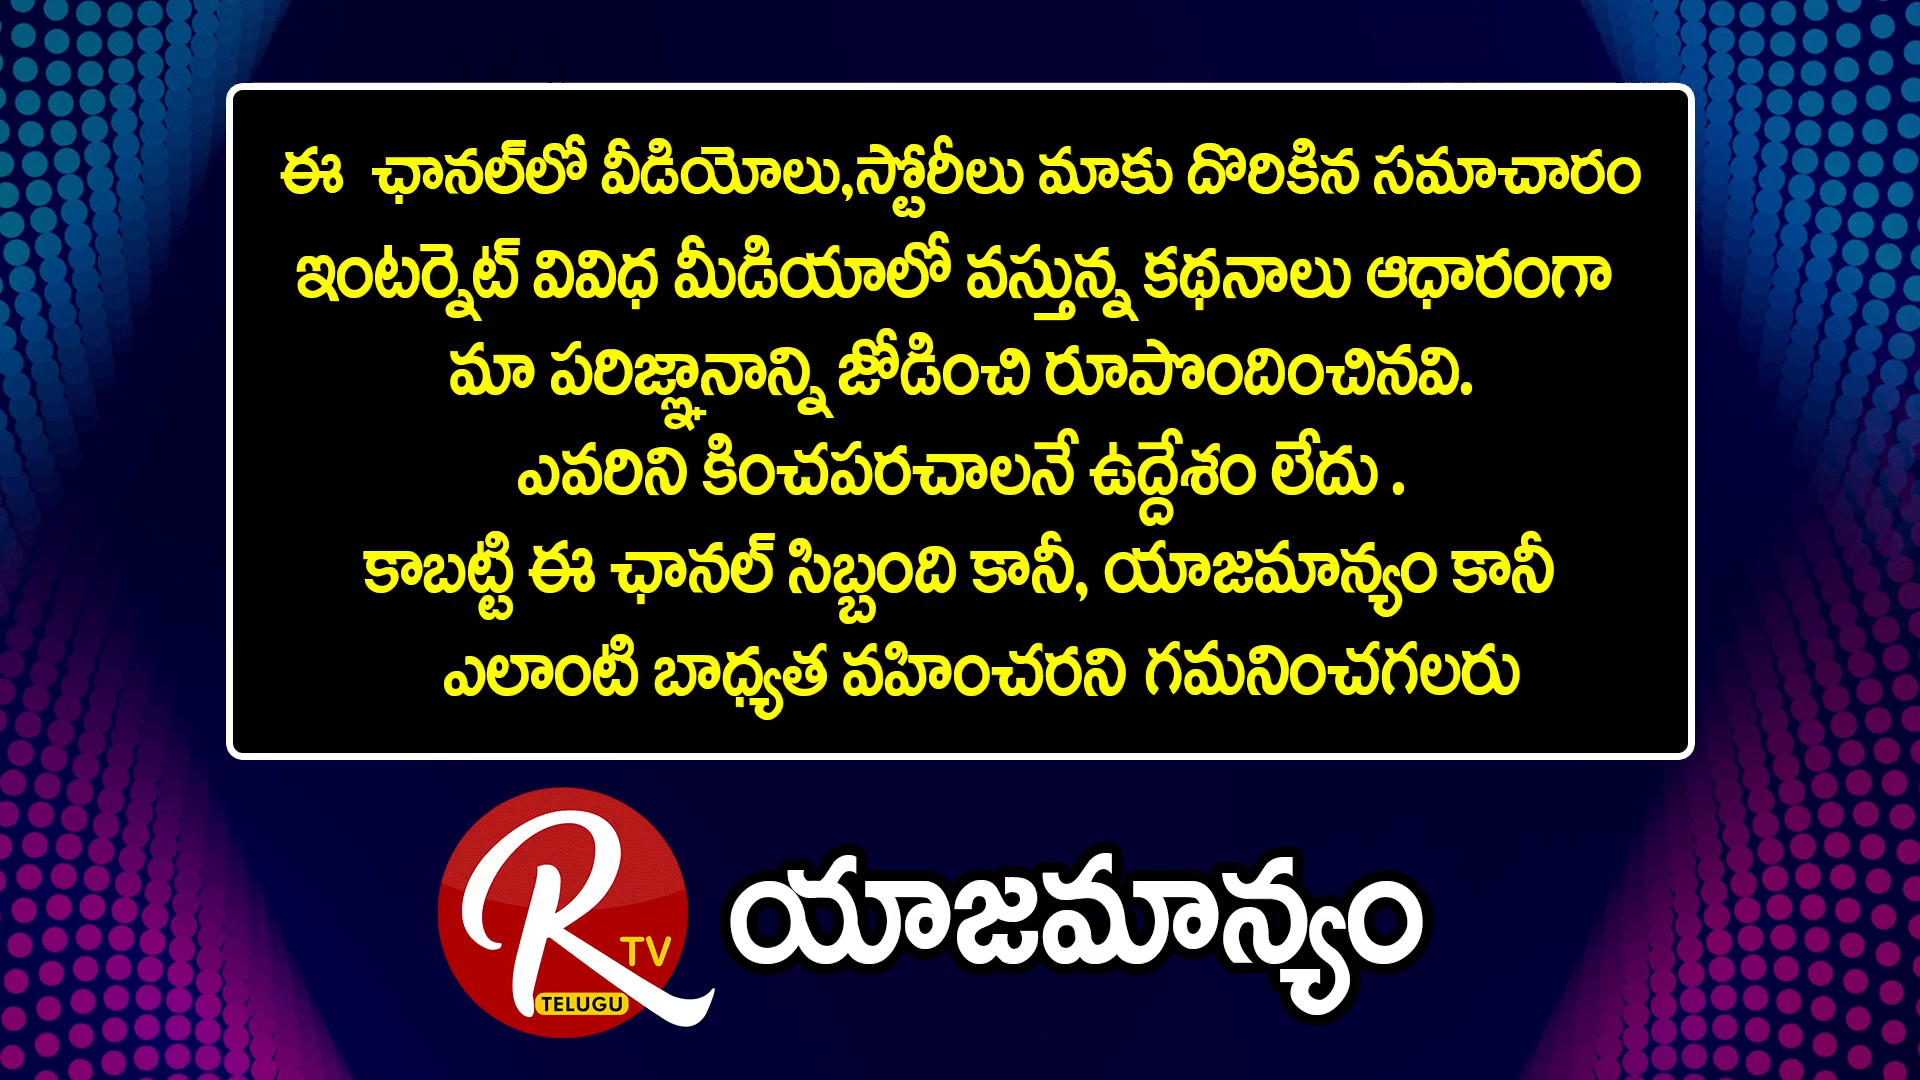 ఈ ఛానల్‌లో వీడియోలు,స్టోరీలు మాకు దొరికిన సమాచారం
ఇంటర్నెట్ వివిధ మీడియాలో వస్తున్న కథనాలు ఆధారంగా
మా పరిజ్ఞానాన్ని జోడించి రూపొందించినవి.
ఎవరిని కించపరచాలనే ఉద్దేశం లేదు .
కాబట్టి ఈ ఛానల్ సిబ్బంది కానీ, యాజమాన్యం కానీ
ఎలాంటి బాధ్యత వహించరని గమనించగలరు
R TV TELUGU
యాజమాన్యం